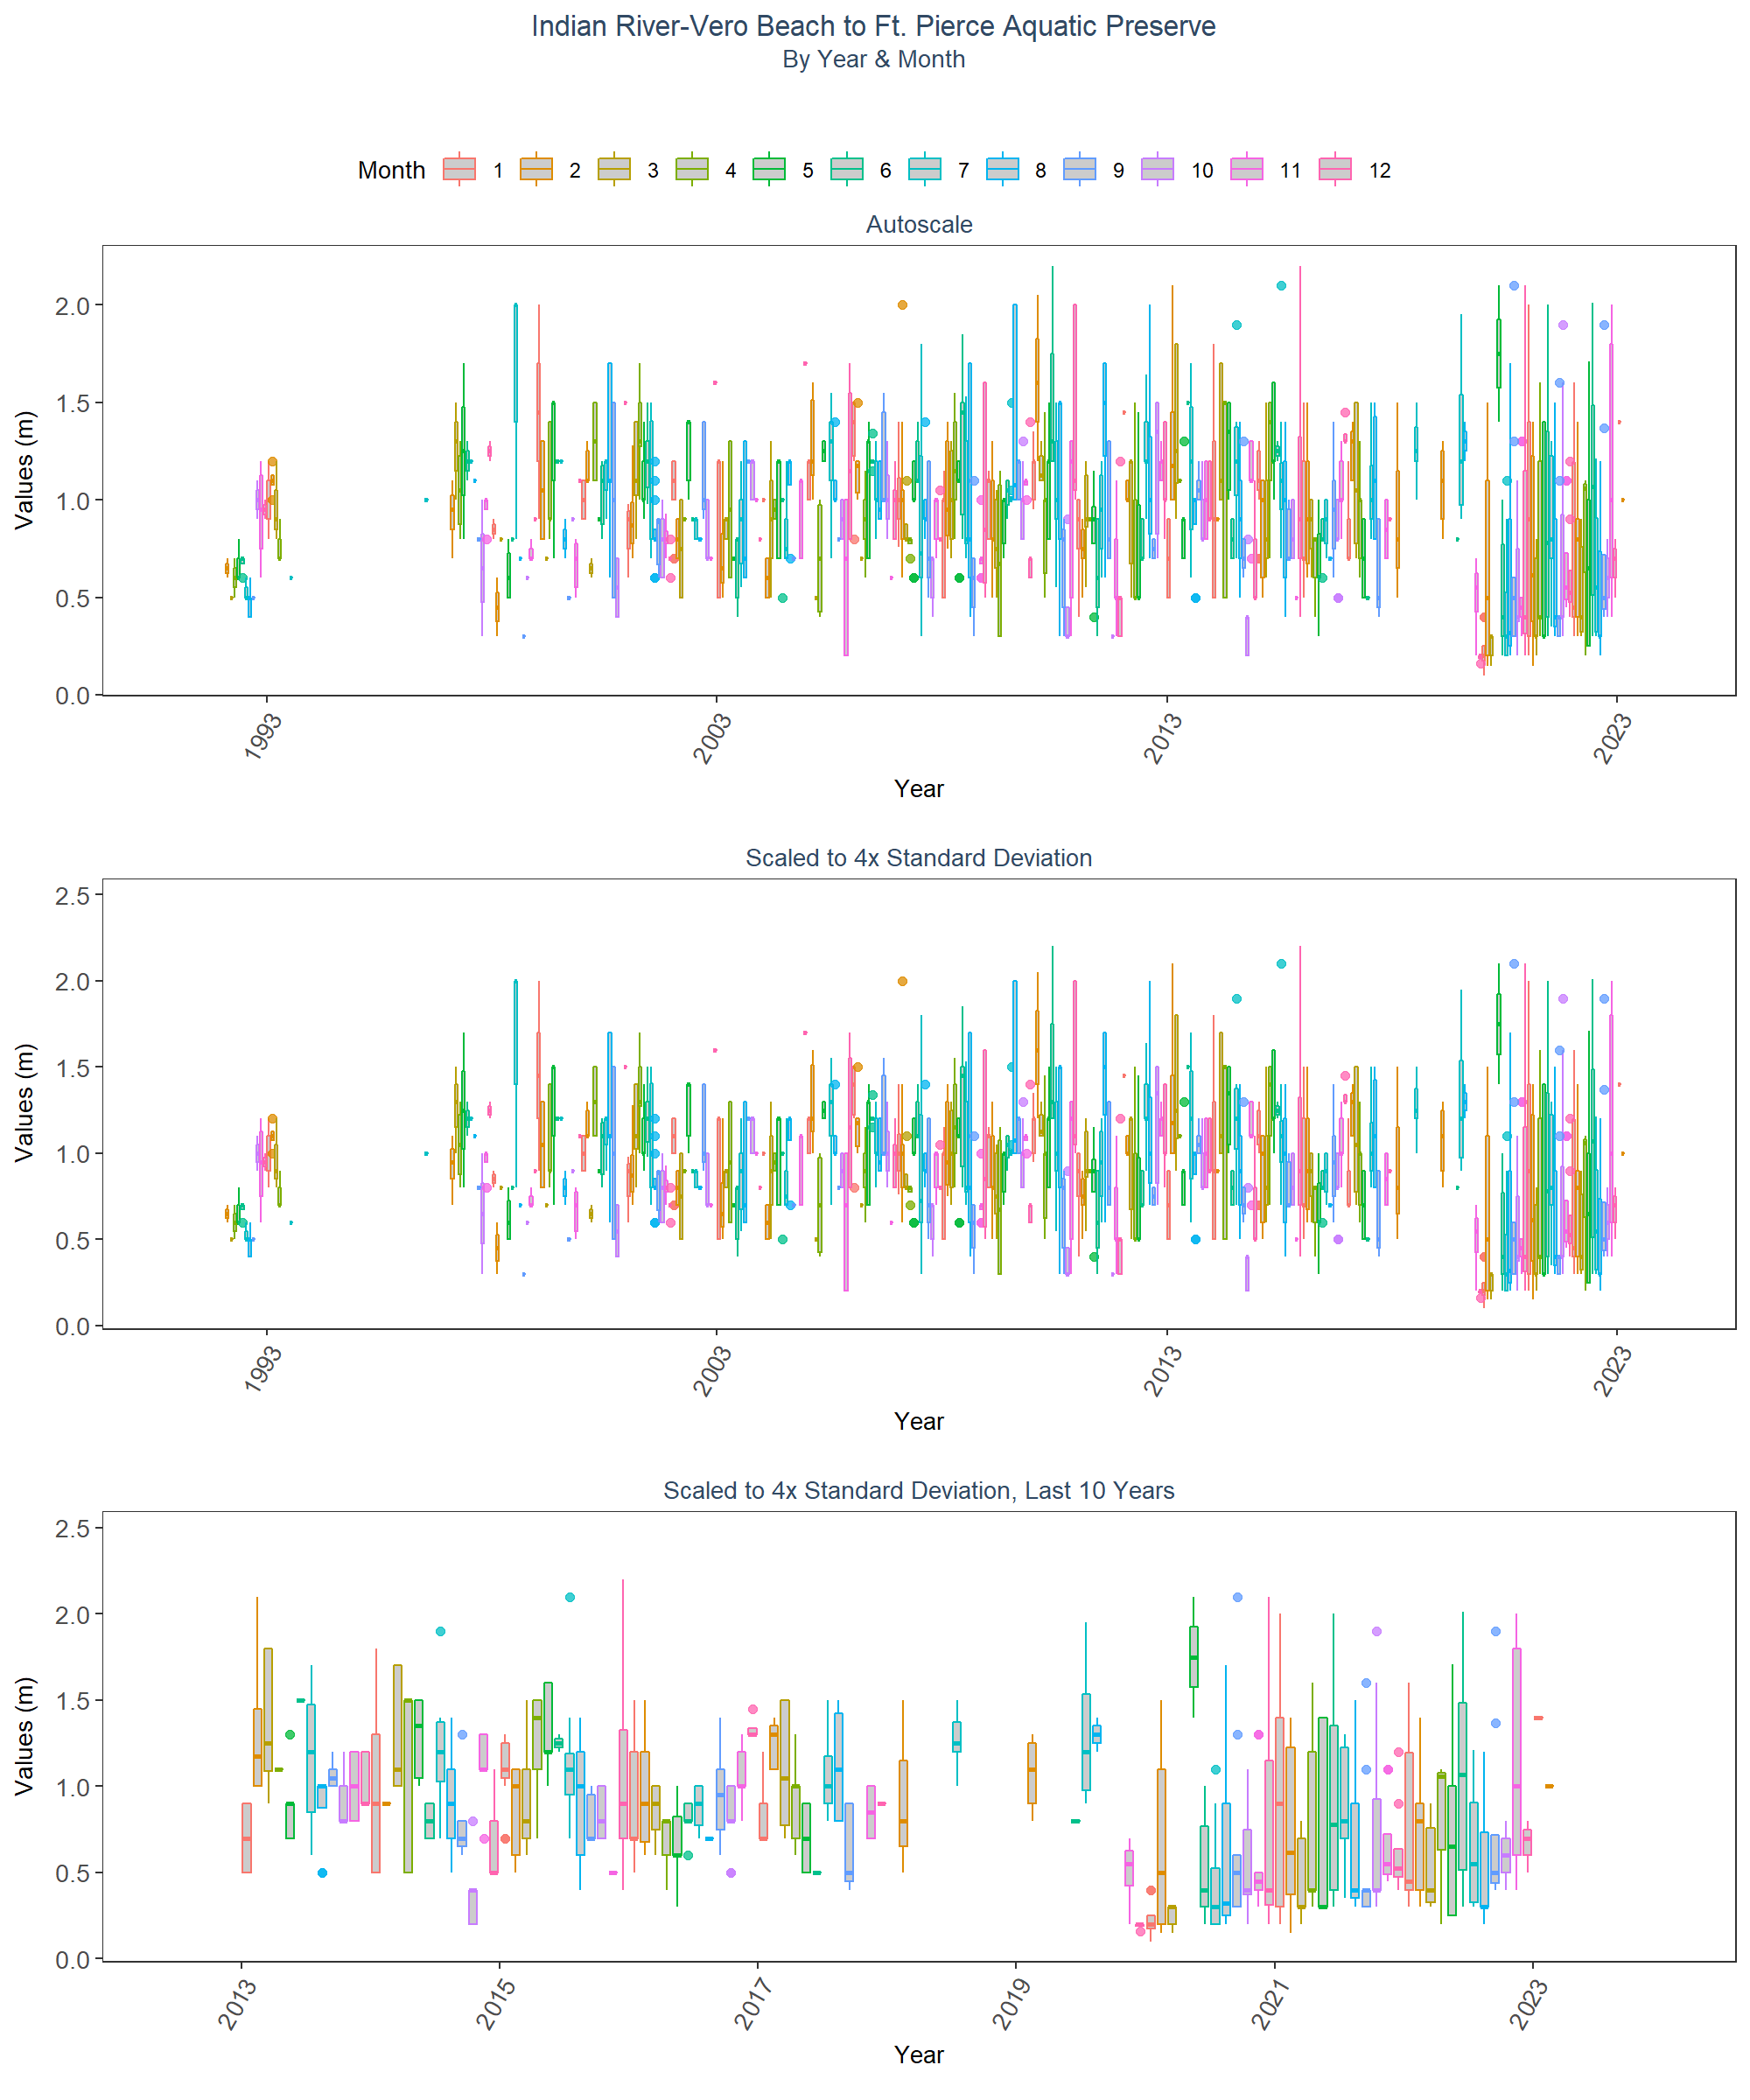 Indian River-Vero Beach to Ft. Pierce Aquatic Preserve
By Year & Month
Month 1 2 3 4 5 6 7 8 9 10 11 12
Autoscale
Values (m)
2.0
1.5
1.0
0.5
0.0
1993 2003 2013 2023
Year
Scaled to 4x Standard Deviation
Values (m)
2.5
2.0
1.5
1.0
0.5
0.0
1993 2003 2013 2023
Year
Scaled to 4x Standard Deviation, Last 10 Years
Values (m)
2.5
2.0
1.5
1.0
0.5
0.0
2013 2015 2017 2019 2021 2023
Year